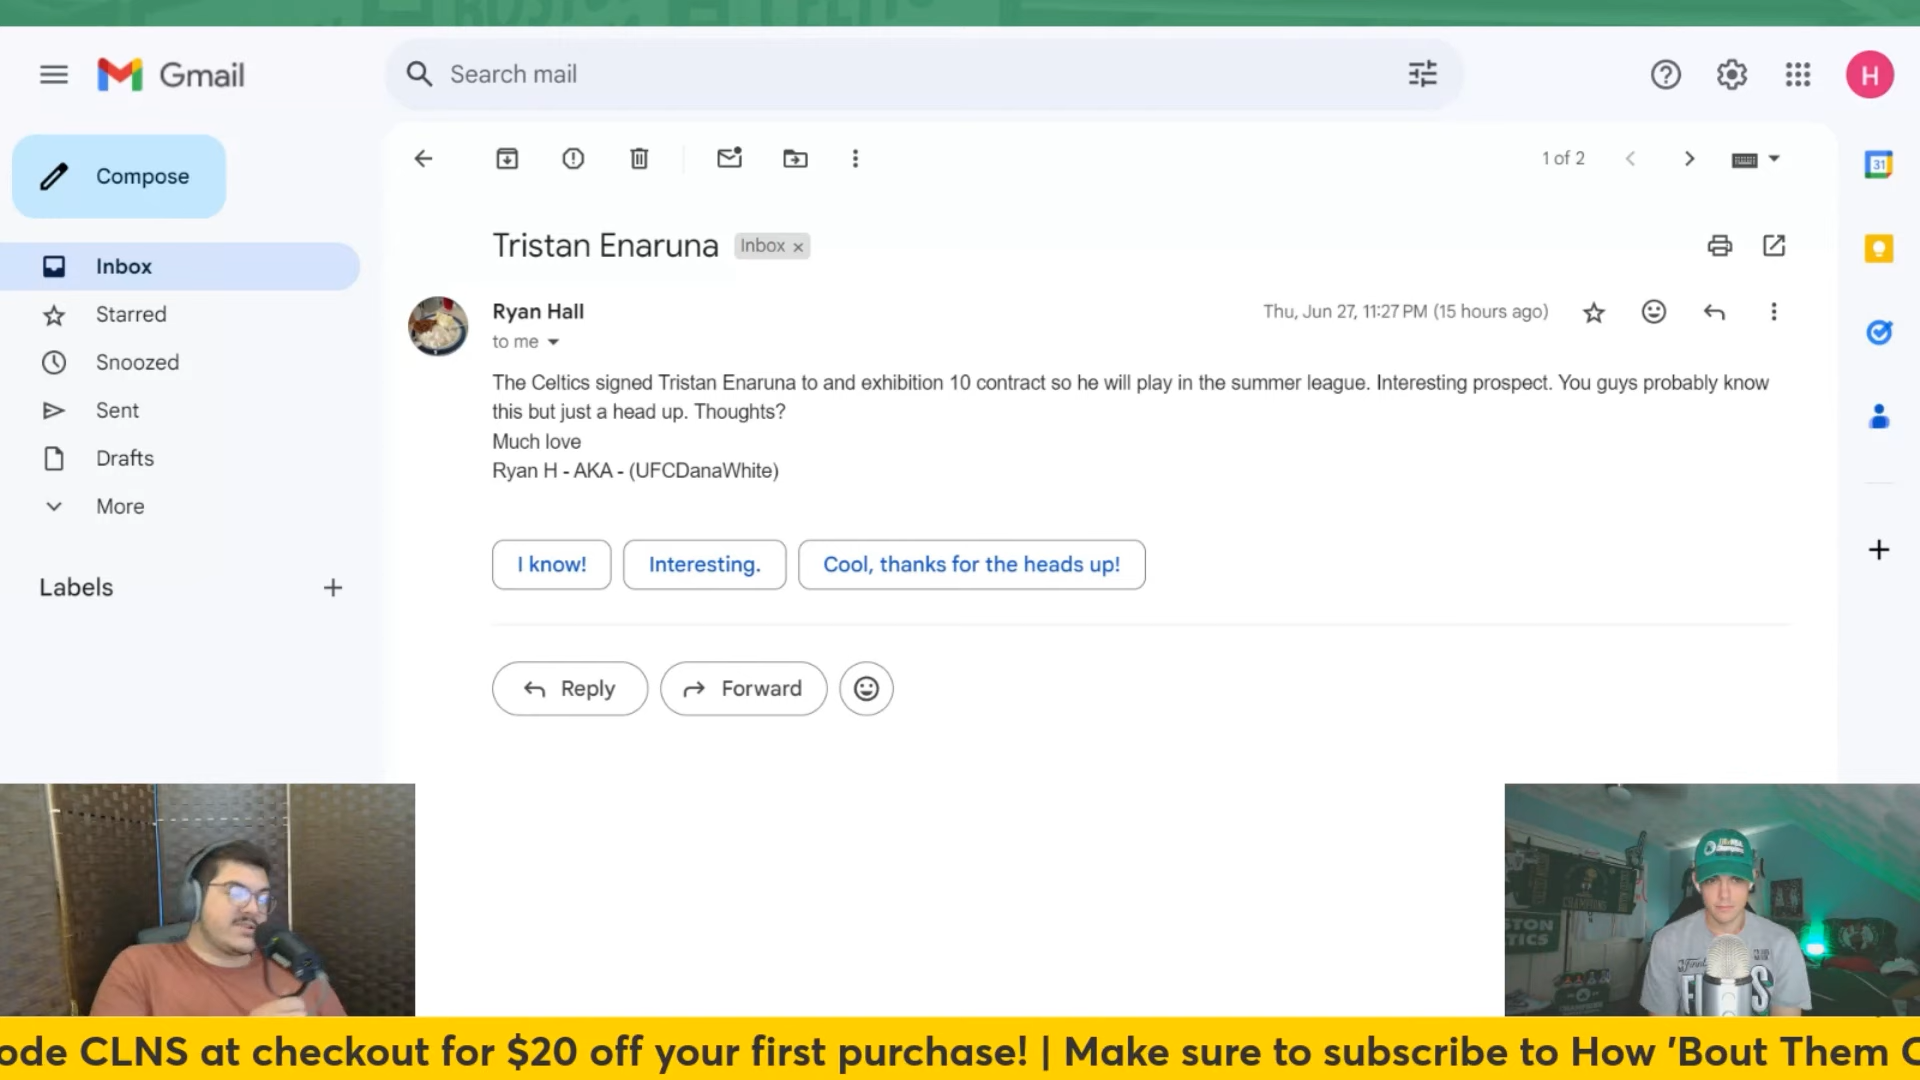 Gmail
Search mail
H
Compose
1 of 2
31
Inbox
Starred
Snoozed
Sent
Drafts
More
Labels
Tristan Enaruna
Inbox x
Ryan Hall
Thu, Jun 27, 11:27 PM (15 hours ago)
to me
The Celtics signed Tristan Enaruna to and exhibition 10 contract so he will play in the summer league. Interesting prospect. You guys probably know
this but just a head up. Thoughts?
Much love
Ryan H - AKA - (UFCDanaWhite)
I know!
Interesting.
Cool, thanks for the heads up!
Reply
Forward
ode CLNS at checkout for $20 off your first purchase! | Make sure to subscribe to How 'Bout Them C